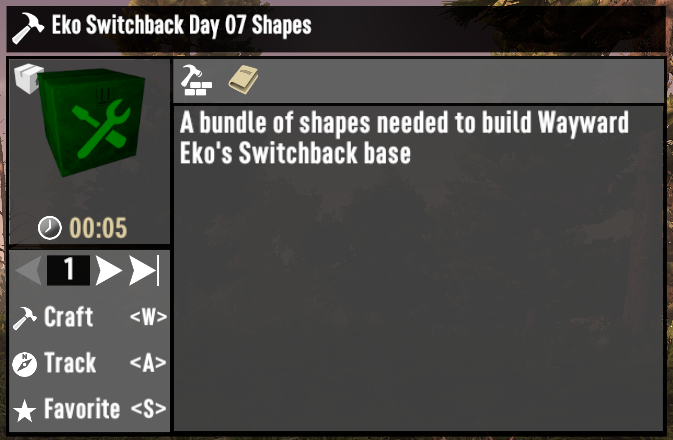 Eko Switchback Day 07 Shapes
A bundle of shapes needed to build Wayward
Eko's Switchback base
00:05
1
Craft <W>
Track <A>
Favorite <S>